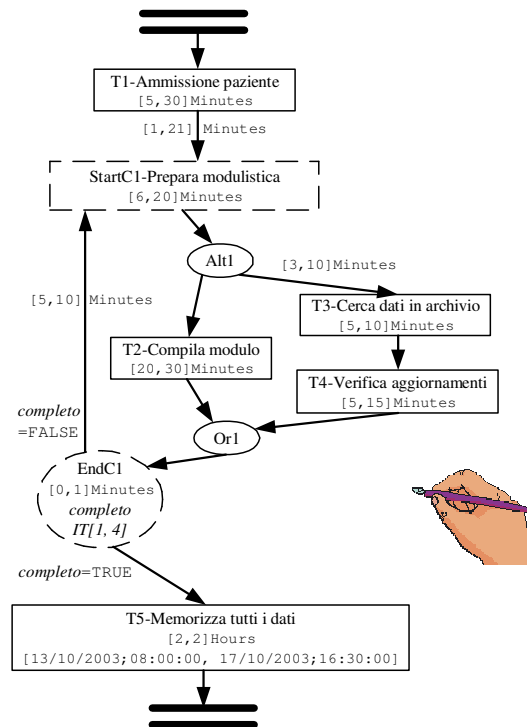 T1-Ammissione paziente
[5,30]Minutes
[1,21] Minutes
StartC1-Prepara modulistica
[6,20]Minutes
Alt1
[3,10]Minutes
[5,10] Minutes
T3-Cerca dati in archivio
[5,10]Minutes
T2-Compila modulo
[20,30]Minutes
T4-Verifica aggiornamenti
[5,15]Minutes
completo
=FALSE
Or1
EndC1
[0,1]Minutes
completo
IT[1, 4]
completo=TRUE
T5-Memorizza tutti i dati
[2,2]Hours
[13/10/2003;08:00:00, 17/10/2003;16:30:00]